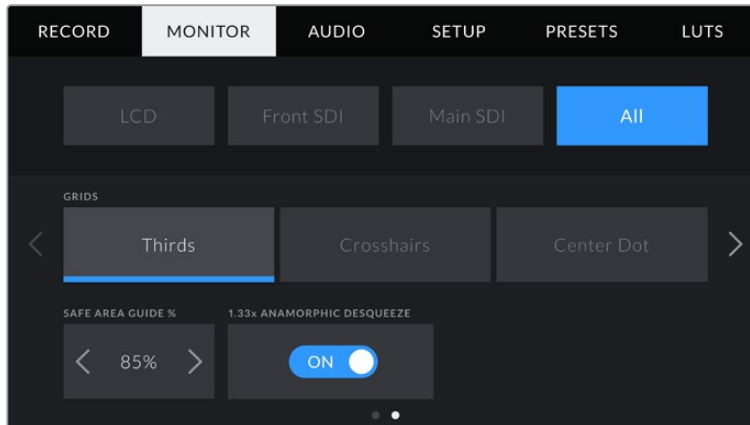 RECORD MONITOR AUDIO SETUP PRESETS LUTS
LCD Front SDI Main SDI All
GRIDS
Thirds Crosshairs Center Dot
SAFE AREA GUIDE % 1.33x ANAMORPHIC DESQUEEZE
85% ON